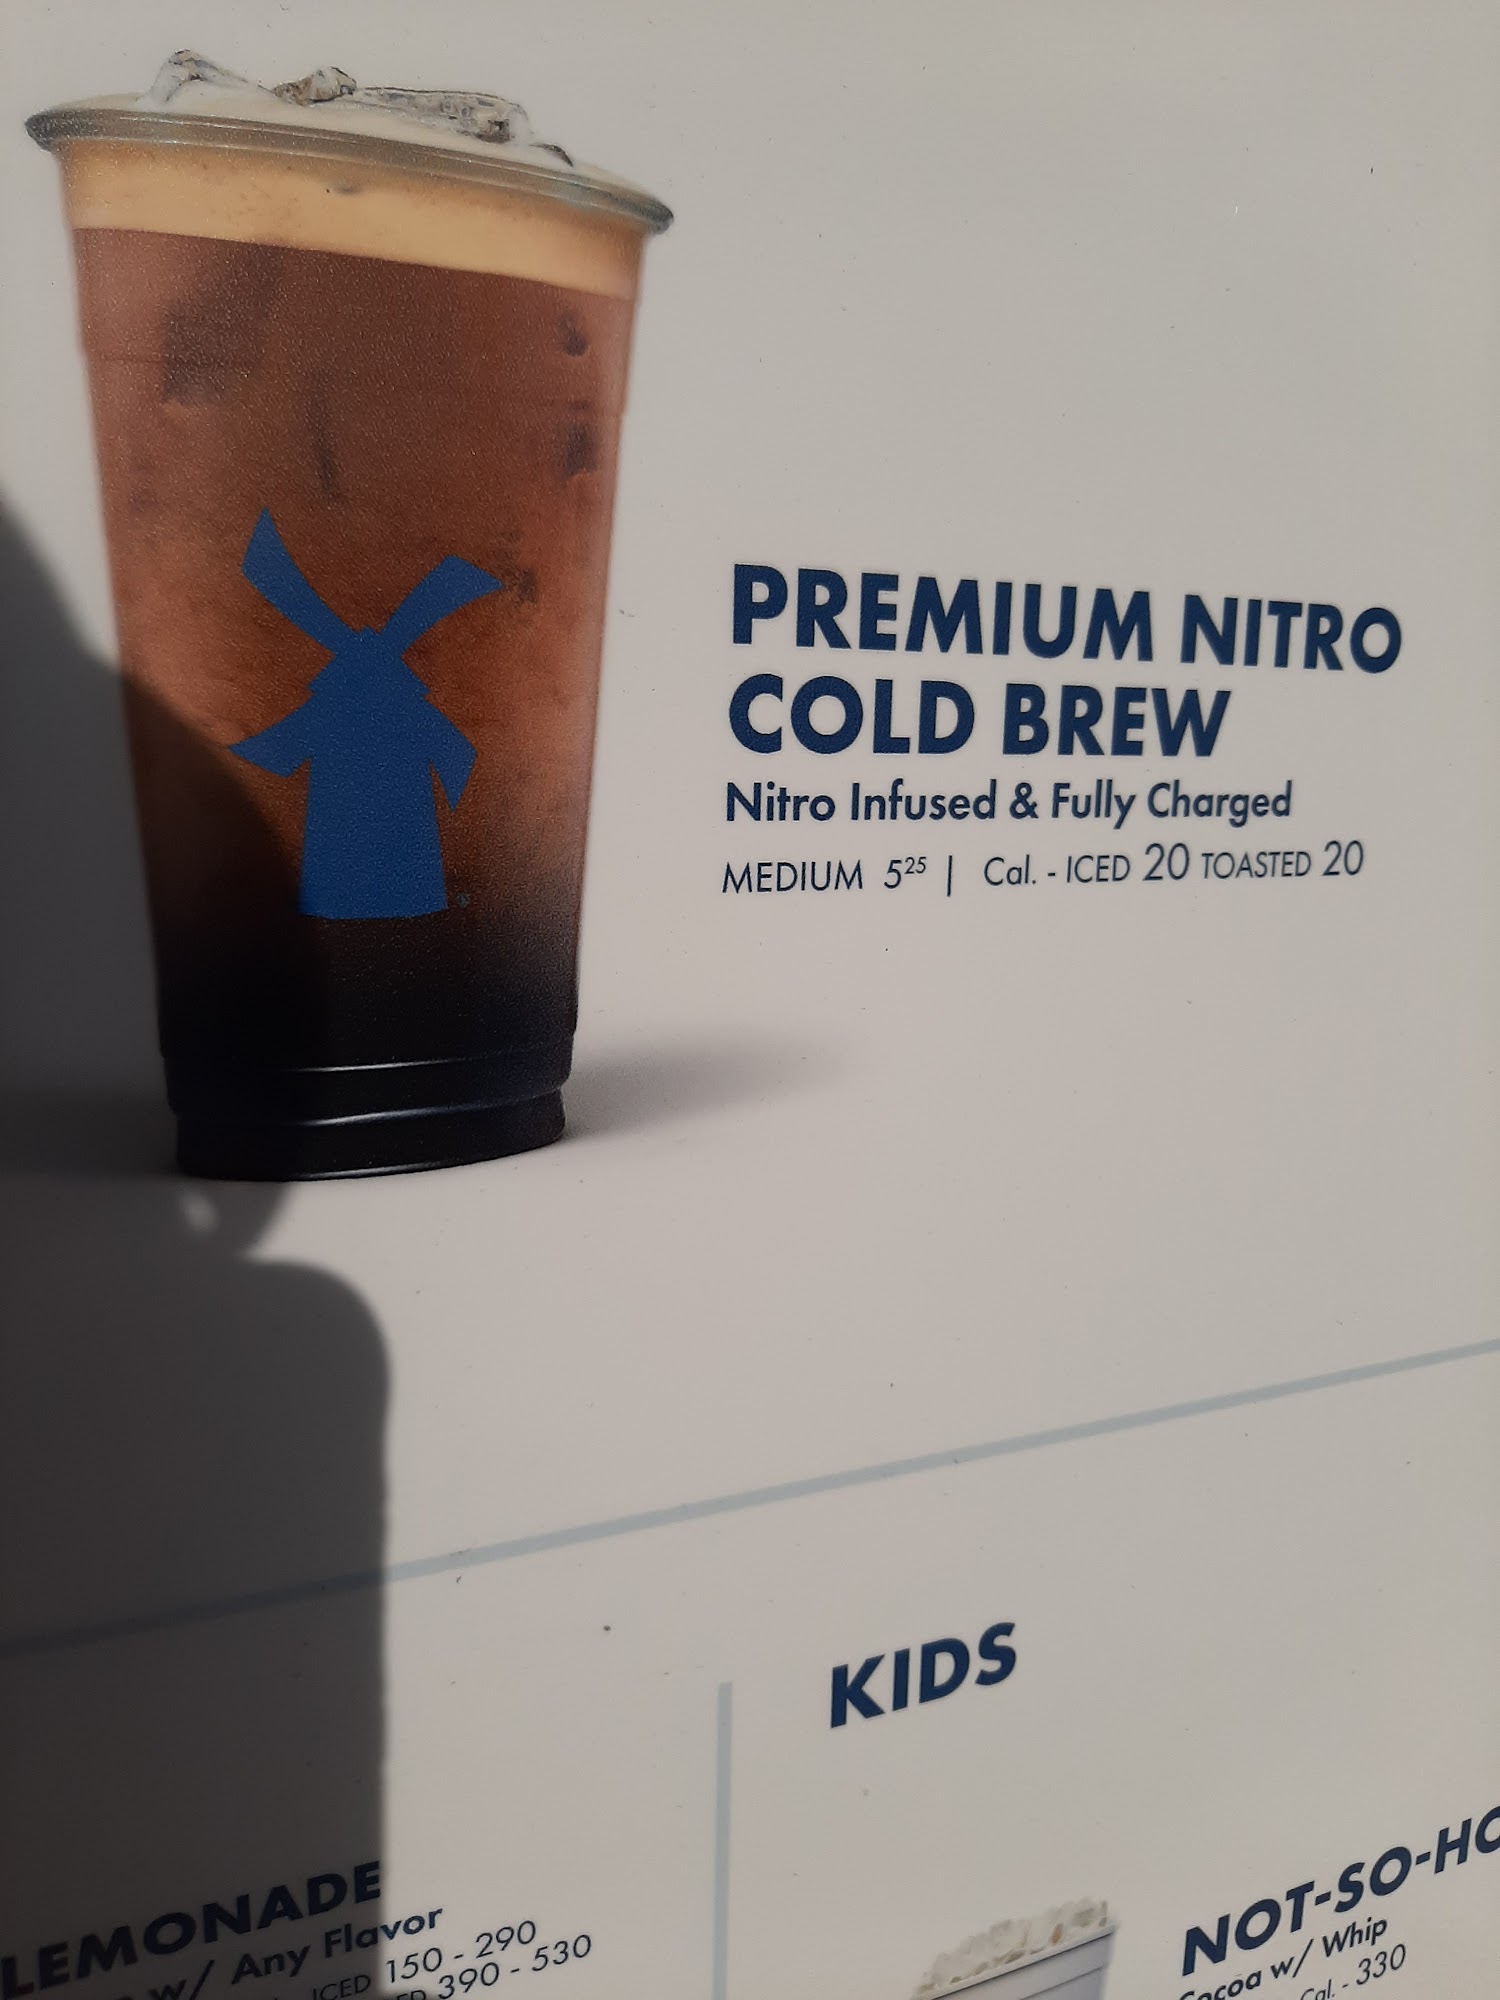 PREMIUM NITRO
COLD BREW
Nitro Infused & Fully Charged
MEDIUM 5²⁵ | Cal. - ICED 20 TOASTED 20
KIDS
LEMONADE
w/ Any Flavor
ICED 150 - 290
390 - 530
NOT-SO-HO
Cocoa w/ Whip
Cal. - 330